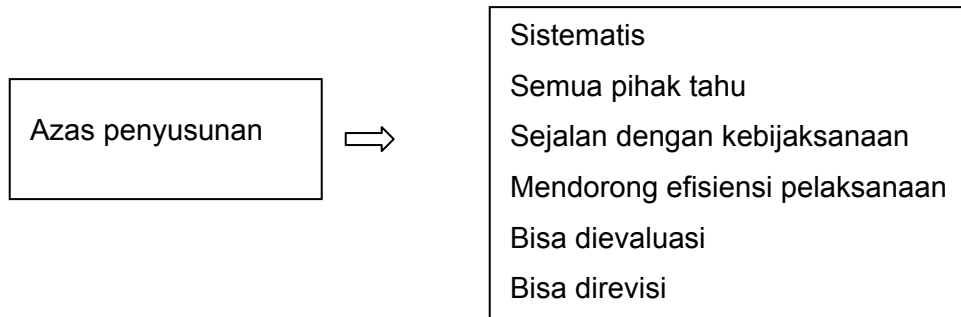 Azas penyusunan
Sistematis
Semua pihak tahu
Sejalan dengan kebijaksanaan
Mendorong efisiensi pelaksanaan
Bisa dievaluasi
Bisa direvisi